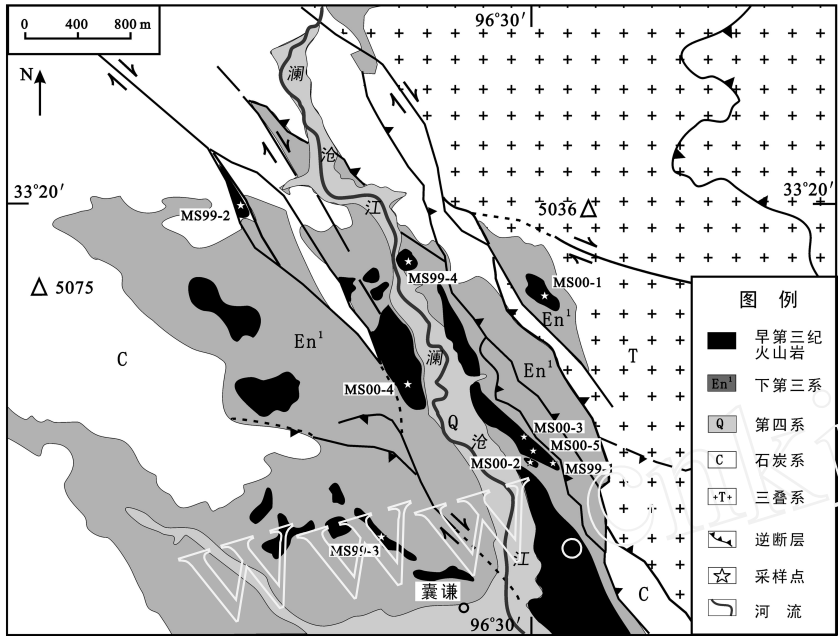 0 400 800 m
96°30′
N
澜
沧
江
33°20′
33°20′
MS99-2
5036
MS99-4
MS00-1
5075
En¹
En¹
En¹
C
T
澜
MS00-4
Q
沧
MS00-3
MS00-5
MS00-2
MS99-
MS99-3
江
囊谦
96°30′
C
图 例
早第三纪
火山岩
En¹ 下第三系
Q 第四系
C 石炭系
+T+ 三叠系
逆断层
采样点
河 流
www cnki